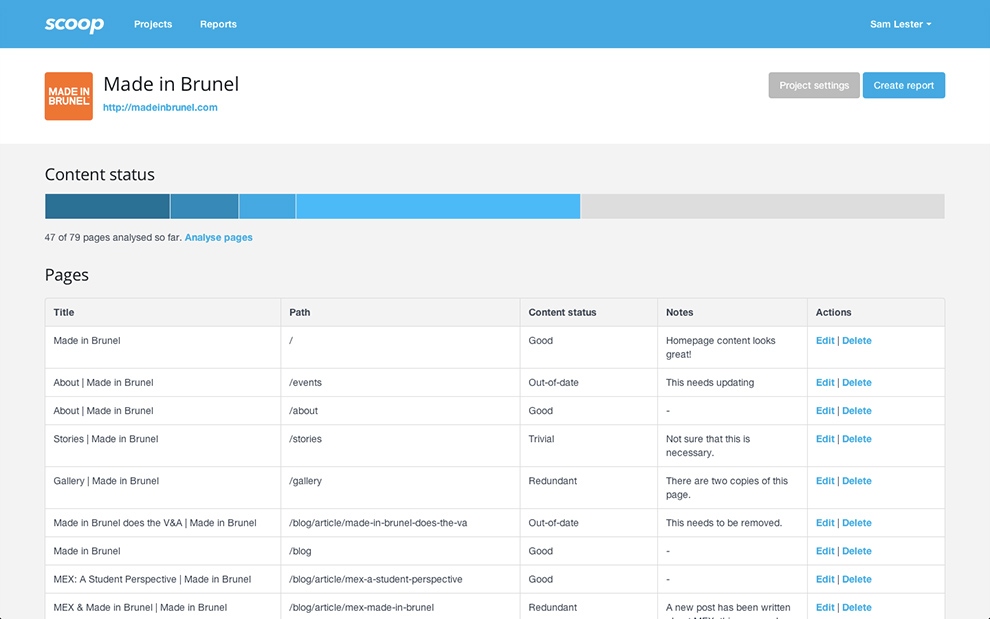 scoop Projects Reports Sam Lester
MADE IN
BRUNEL
Made in Brunel
http://madeinbrunel.com
Project settings Create report
Content status
47 of 79 pages analysed so far. Analyse pages
Pages
Title Path Content status Notes Actions
Made in Brunel / Good Homepage content looks
great!
Edit | Delete
About | Made in Brunel /events Out-of-date This needs updating Edit | Delete
About | Made in Brunel /about Good - Edit | Delete
Stories | Made in Brunel /stories Trivial Not sure that this is
necessary.
Edit | Delete
Gallery | Made in Brunel /gallery Redundant There are two copies of this
page.
Edit | Delete
Made in Brunel does the V&A | Made in Brunel /blog/article/made-in-brunel-does-the-va Out-of-date This needs to be removed. Edit | Delete
Made in Brunel /blog Good - Edit | Delete
MEX: A Student Perspective | Made in Brunel /blog/article/mex-a-student-perspective Good - Edit | Delete
MEX & Made in Brunel | Made in Brunel /blog/article/mex-made-in-brunel Redundant A new post has been written
Edit | Delete